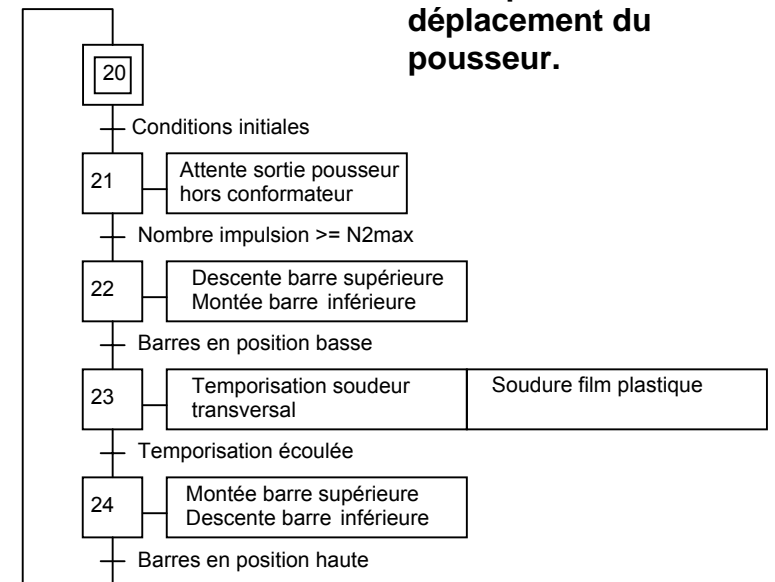 déplacement du
pousseur.
20
Conditions initiales
21
Attente sortie pousseur
hors conformateur
Nombre impulsion >= N2max
22
Descente barre supérieure
Montée barre inférieure
Barres en position basse
23
Temporisation soudeur
transversal
Soudure film plastique
Temporisation écoulée
24
Montée barre supérieure
Descente barre inférieure
Barres en position haute